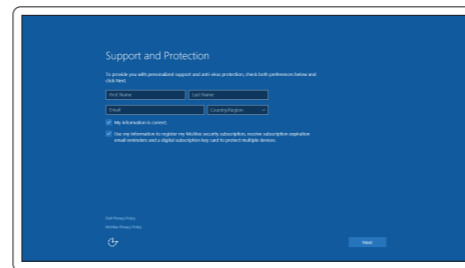 Support and Protection
To provide you with personalized support and anti-virus protection, check both preferences below and
click Next.
First Name
Last Name
Email
Country/Region
My information is correct.
Use my information to register my McAfee security subscription, receive subscription expiration
email reminders and a digital subscription key card to protect multiple devices.
Dell Privacy Policy
McAfee Privacy Policy
Next